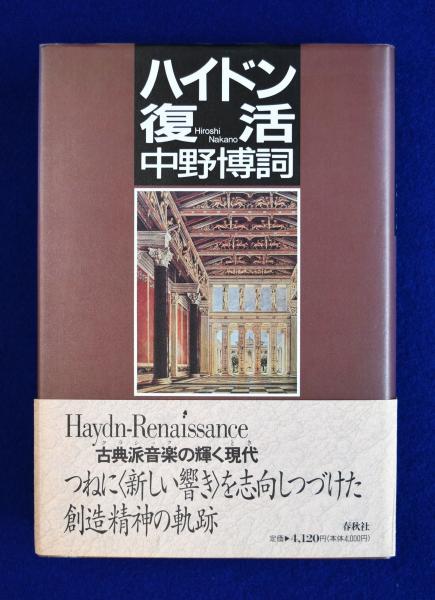 ハイドン
復活
Hiroshi
Nakano
中野博詞
Haydn-Renaissance
古典派音楽の輝く現代
つねに〈新しい響き〉を志向しつづけた
創造精神の軌跡
春秋社
定価▶4,120円(本体4,000円)